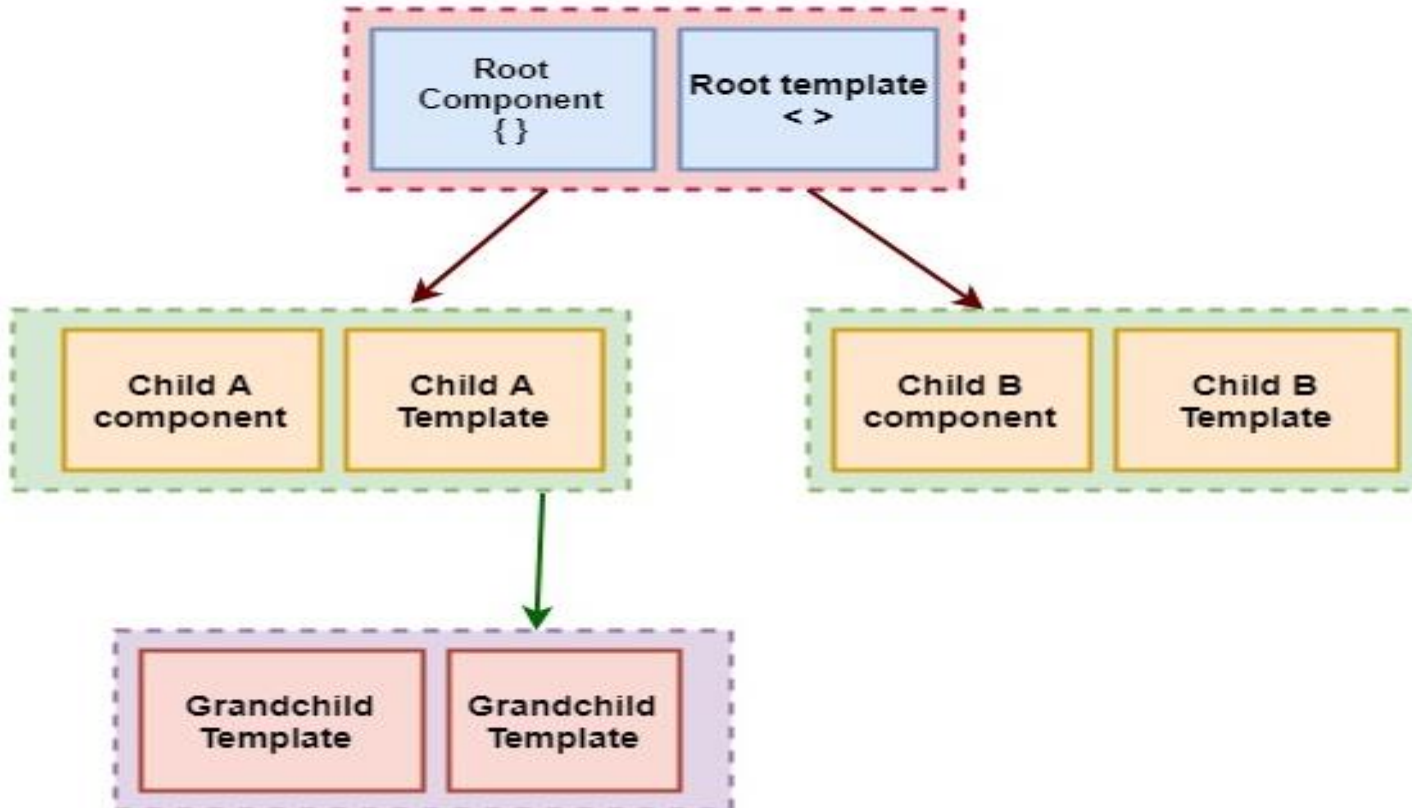 Root
Component
{ }
Root template
< >
Child A
component
Child A
Template
Child B
component
Child B
Template
Grandchild
Template
Grandchild
Template